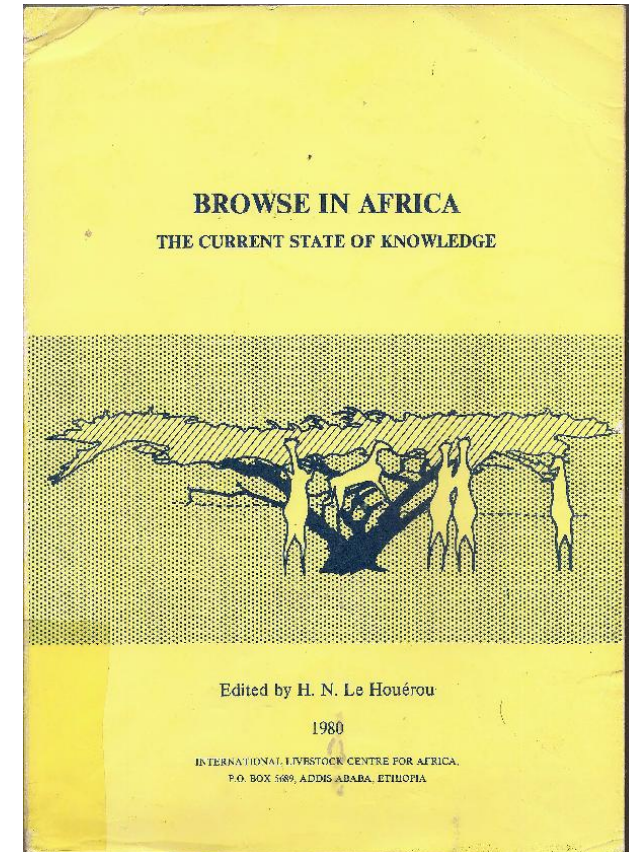 BROWSE IN AFRICA
THE CURRENT STATE OF KNOWLEDGE
Edited by H. N. Le Houérou
1980
INTERNATIONAL LIVESTOCK CENTRE FOR AFRICA,
P.O. BOX 5689, ADDIS ABABA, ETHIOPIA